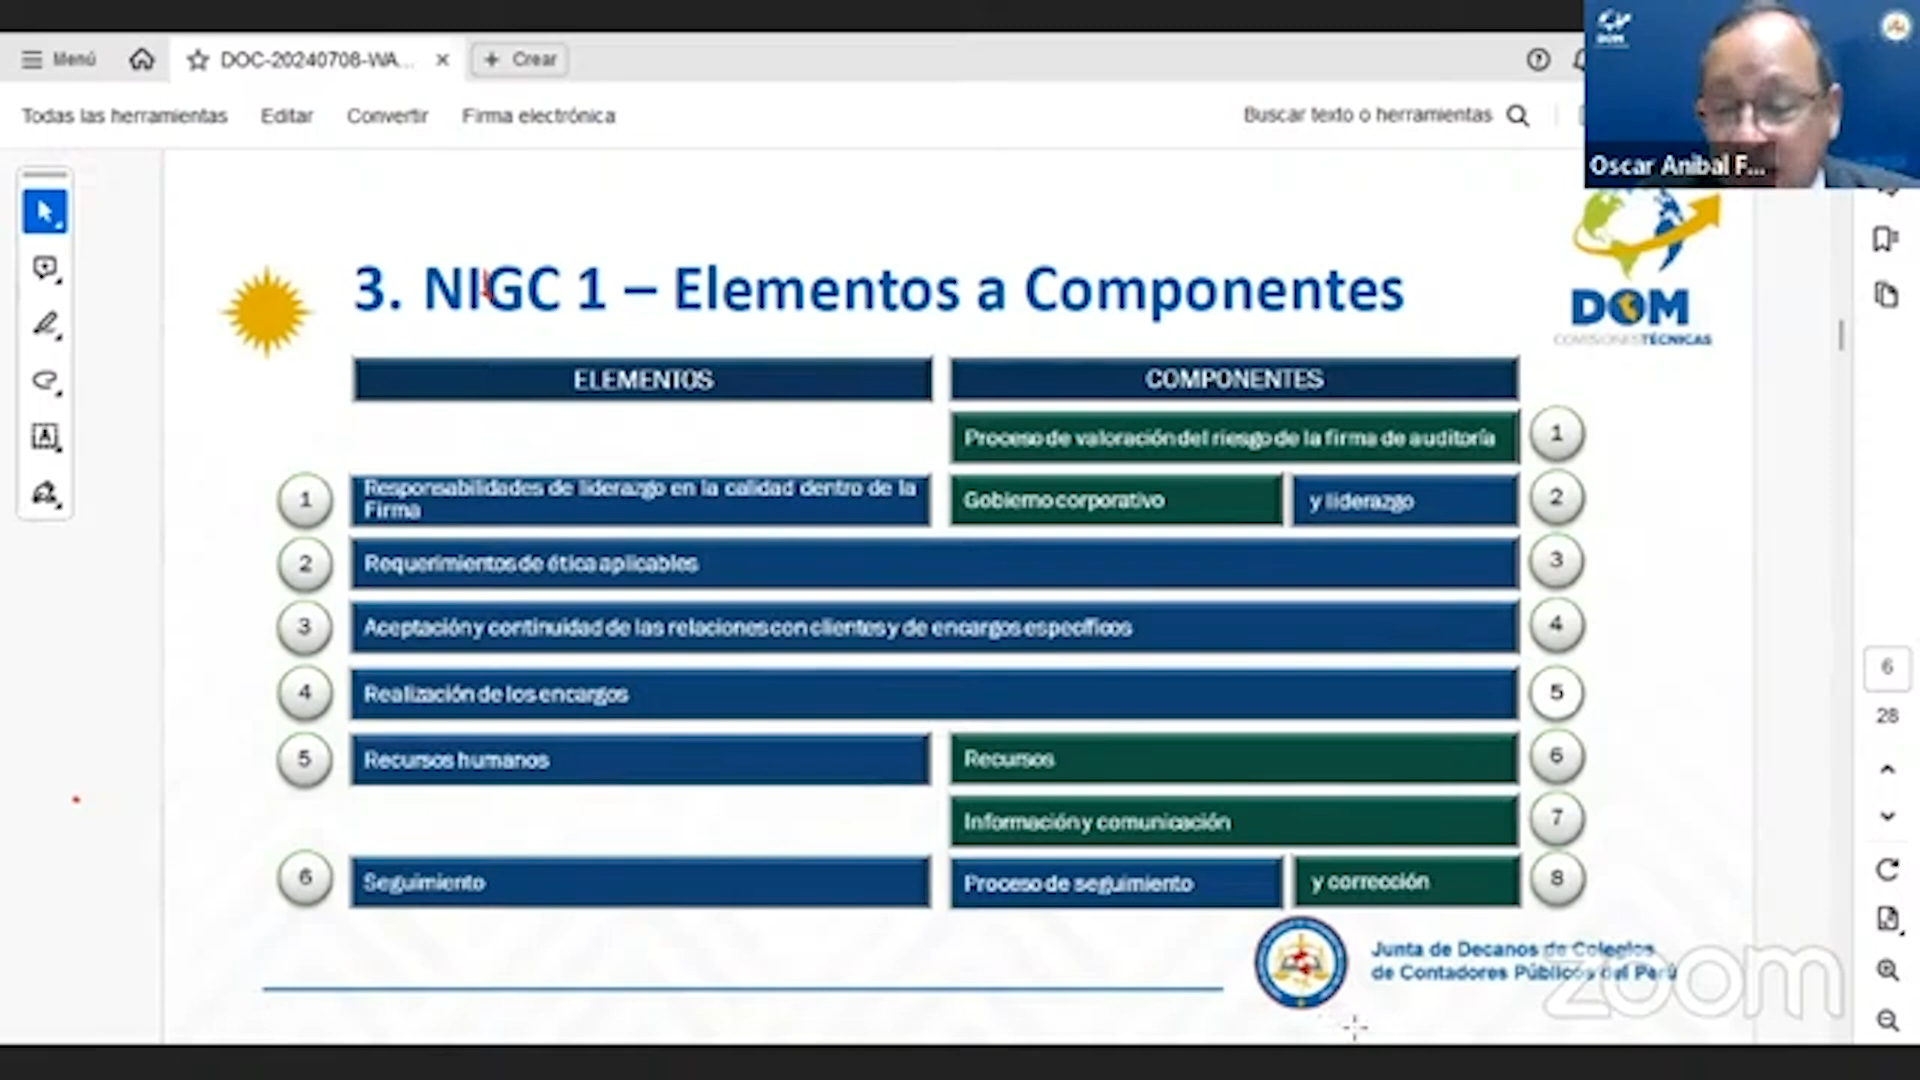 Menú
DOC-20240708-WA...
Crear
Todas las herramientas
Editar
Convertir
Firma electrónica
Buscar texto o herramientas
DOM
Oscar Anibal F...
3. NIGC 1 – Elementos a Componentes
DOM
COMISIONES TÉCNICAS
ELEMENTOS
COMPONENTES
Proceso de valoración del riesgo de la firma de auditoría
1
1
Responsabilidades de liderazgo en la calidad dentro de la
Firma
Gobierno corporativo
y liderazgo
2
2
Requerimientos de ética aplicables
3
3
Aceptación y continuidad de las relaciones con clientes y de encargos específicos
4
4
Realización de los encargos
5
5
Recursos humanos
Recursos
6
Información y comunicación
7
6
Seguimiento
Proceso de seguimiento
y corrección
8
6
28
Junta de Decanos de Colegios
de Contadores Públicos del Perú
zoom